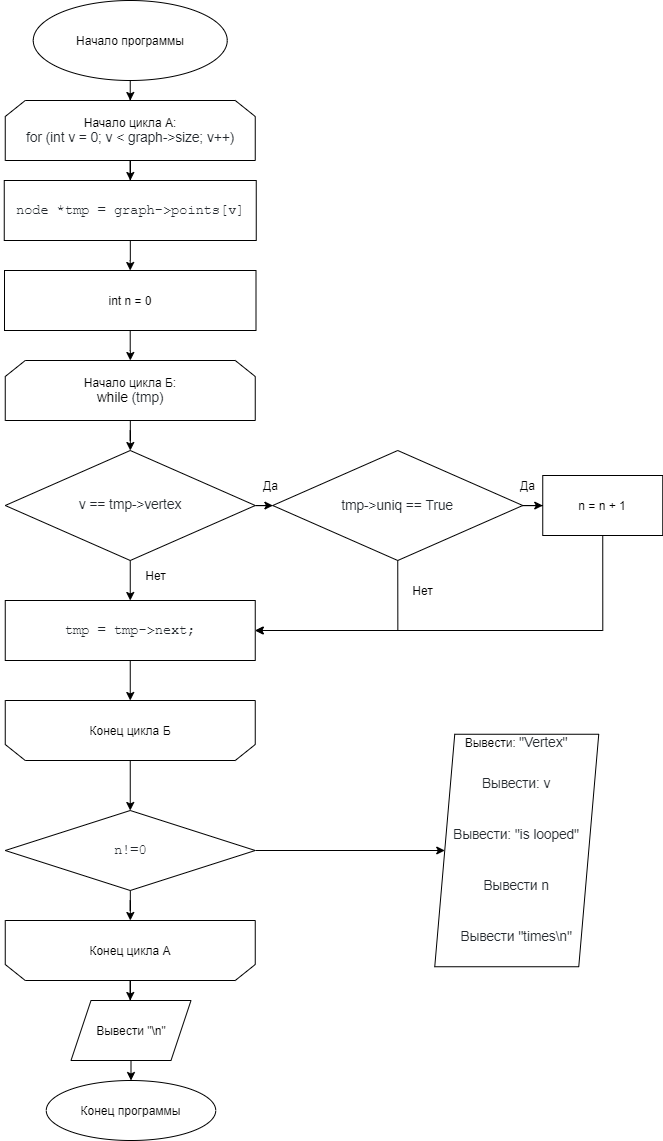 Начало программы
Начало цикла А:
for (int v = 0; v < graph->size; v++)
node *tmp = graph->points[v]
int n = 0
Начало цикла Б:
while (tmp)
v == tmp->vertex
Да
tmp->uniq == True
Да
n = n + 1
Нет
Нет
tmp = tmp->next;
Конец цикла Б
n!=0
Вывести: "Vertex"
Вывести: v
Вывести: "is looped"
Вывести n
Вывести "times\n"
Конец цикла А
Вывести "\n"
Конец программы